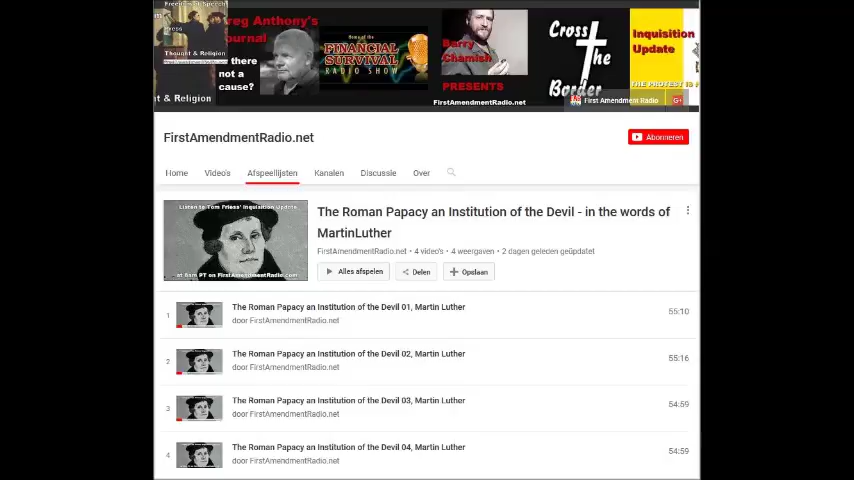 Freedom of Speech
Press
Thought & Religion
t & Religion
reg Anthony's
ournal
there
not a
cause?
Home of the
FINANCIAL
SURVIVAL
RADIO SHOW
Barry
Chamish
PRESENTS
FirstAmendmentRadio.net
Cross
The
Border
Inquisition
Update
THE PROTEST IS
First Amendment Radio
G+
FirstAmendmentRadio.net
Abonneren
Home Video's Afspeellijsten Kanalen Discussie Over
Listen to Tom Friess' Inquisition Update
at 6am PT on FirstAmendmentRadio.com
The Roman Papacy an Institution of the Devil - in the words of
MartinLuther
FirstAmendmentRadio.net • 4 video's • 4 weergaven • 2 dagen geleden geüpdatet
Alles afspelen Delen Opslaan
1 The Roman Papacy an Institution of the Devil 01, Martin Luther 55:10
door FirstAmendmentRadio.net
2 The Roman Papacy an Institution of the Devil 02, Martin Luther 55:16
door FirstAmendmentRadio.net
3 The Roman Papacy an Institution of the Devil 03, Martin Luther 54:59
door FirstAmendmentRadio.net
4 The Roman Papacy an Institution of the Devil 04, Martin Luther 54:59
door FirstAmendmentRadio.net